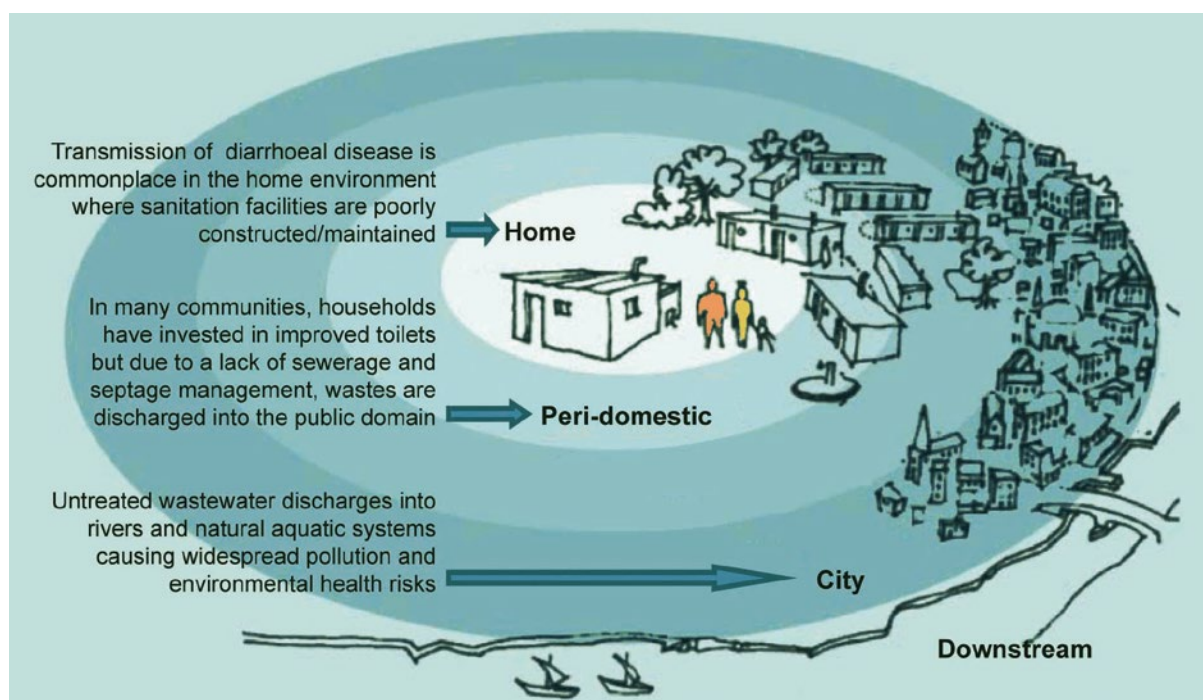 Transmission of diarrhoeal disease is
commonplace in the home environment
where sanitation facilities are poorly
constructed/maintained
Home
In many communities, households
have invested in improved toilets
but due to a lack of sewerage and
septage management, wastes are
discharged into the public domain
Peri-domestic
Untreated wastewater discharges into
rivers and natural aquatic systems
causing widespread pollution and
environmental health risks
City
Downstream